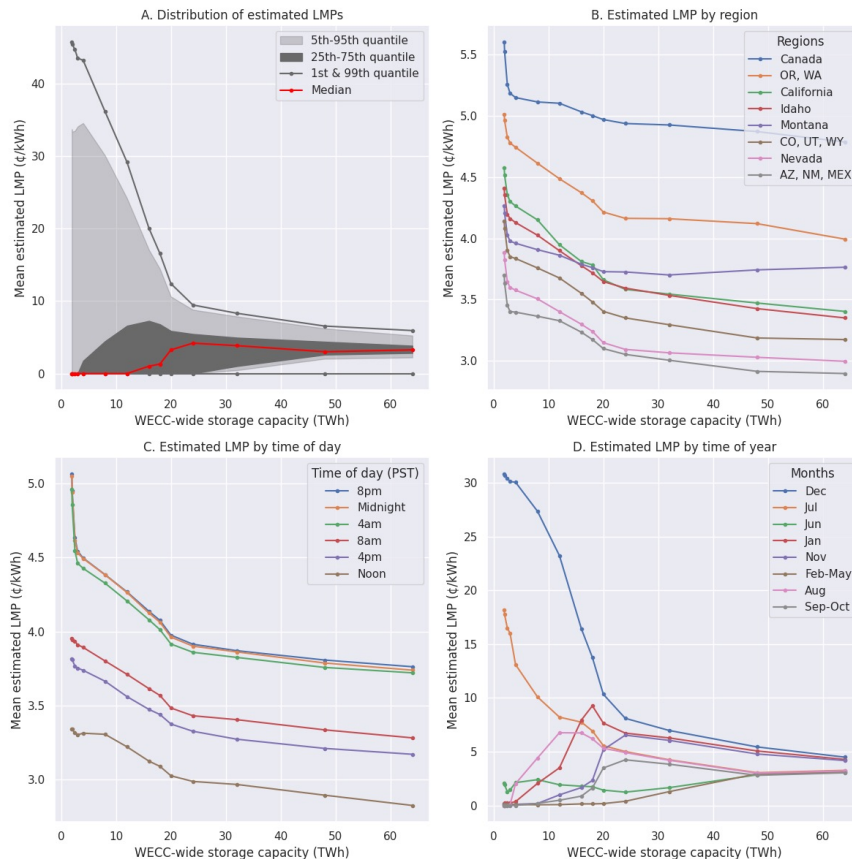 A. Distribution of estimated LMPs
Mean estimated LMP (¢/kWh)
40
30
20
10
0
5th-95th quantile
25th-75th quantile
1st & 99th quantile
Median
0 10 20 30 40 50 60
WECC-wide storage capacity (TWh)
B. Estimated LMP by region
Mean estimated LMP (¢/kWh)
5.5
5.0
4.5
4.0
3.5
3.0
Regions
Canada
OR, WA
California
Idaho
Montana
CO, UT, WY
Nevada
AZ, NM, MEX
0 10 20 30 40 50 60
WECC-wide storage capacity (TWh)
C. Estimated LMP by time of day
Mean estimated LMP (¢/kWh)
5.0
4.5
4.0
3.5
3.0
Time of day (PST)
8pm
Midnight
4am
8am
4pm
Noon
0 10 20 30 40 50 60
WECC-wide storage capacity (TWh)
D. Estimated LMP by time of year
Mean estimated LMP (¢/kWh)
30
25
20
15
10
5
0
Months
Dec
Jul
Jun
Jan
Nov
Feb-May
Aug
Sep-Oct
0 10 20 30 40 50 60
WECC-wide storage capacity (TWh)